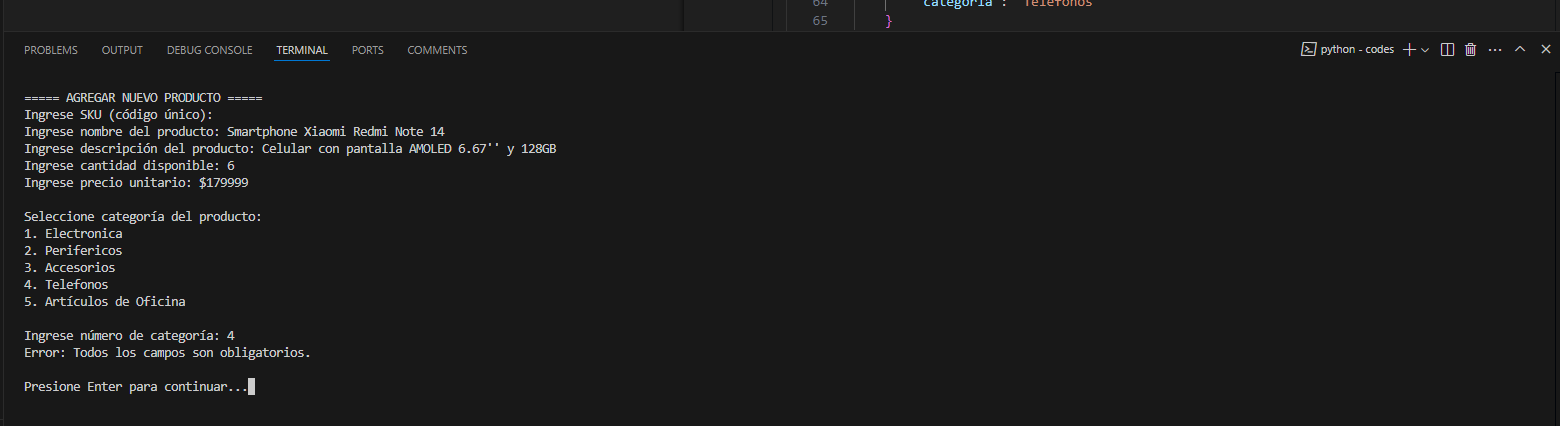 64 categoria': 'Telefonos'
65 }
PROBLEMS OUTPUT DEBUG CONSOLE TERMINAL PORTS COMMENTS python - codes
===== AGREGAR NUEVO PRODUCTO =====
Ingrese SKU (código único):
Ingrese nombre del producto: Smartphone Xiaomi Redmi Note 14
Ingrese descripción del producto: Celular con pantalla AMOLED 6.67'' y 128GB
Ingrese cantidad disponible: 6
Ingrese precio unitario: $179999
Seleccione categoría del producto:
1. Electronica
2. Perifericos
3. Accesorios
4. Telefonos
5. Artículos de Oficina
Ingrese número de categoría: 4
Error: Todos los campos son obligatorios.
Presione Enter para continuar...